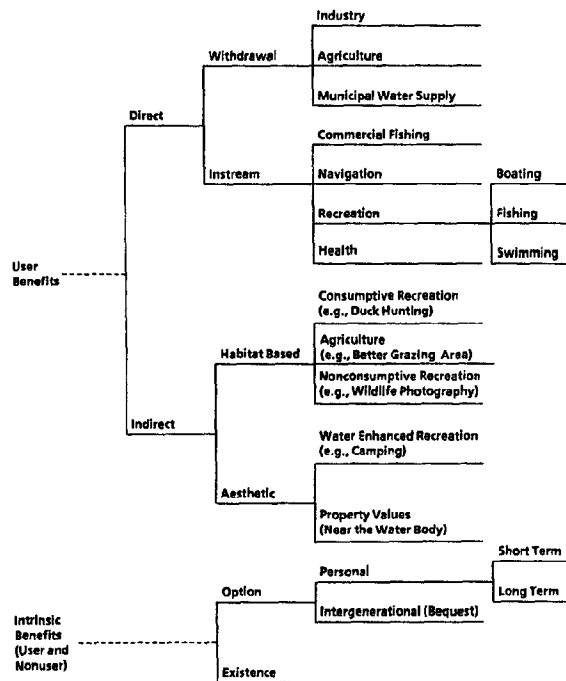 Industry
Withdrawal
Agriculture
Municipal Water Supply
Direct
Commercial Fishing
Instream
Navigation
Boating
Recreation
Fishing
Health
Swimming
User
Benefits
Consumptive Recreation
(e.g., Duck Hunting)
Habitat Based
Agriculture
(e.g., Better Grazing Area)
Nonconsumptive Recreation
(e.g., Wildlife Photography)
Indirect
Water Enhanced Recreation
(e.g., Camping)
Aesthetic
Property Values
(Near the Water Body)
Short Term
Personal
Option
Long Term
Intergenerational (Bequest)
Intrinsic
Benefits
(User and
Nonuser)
Existence